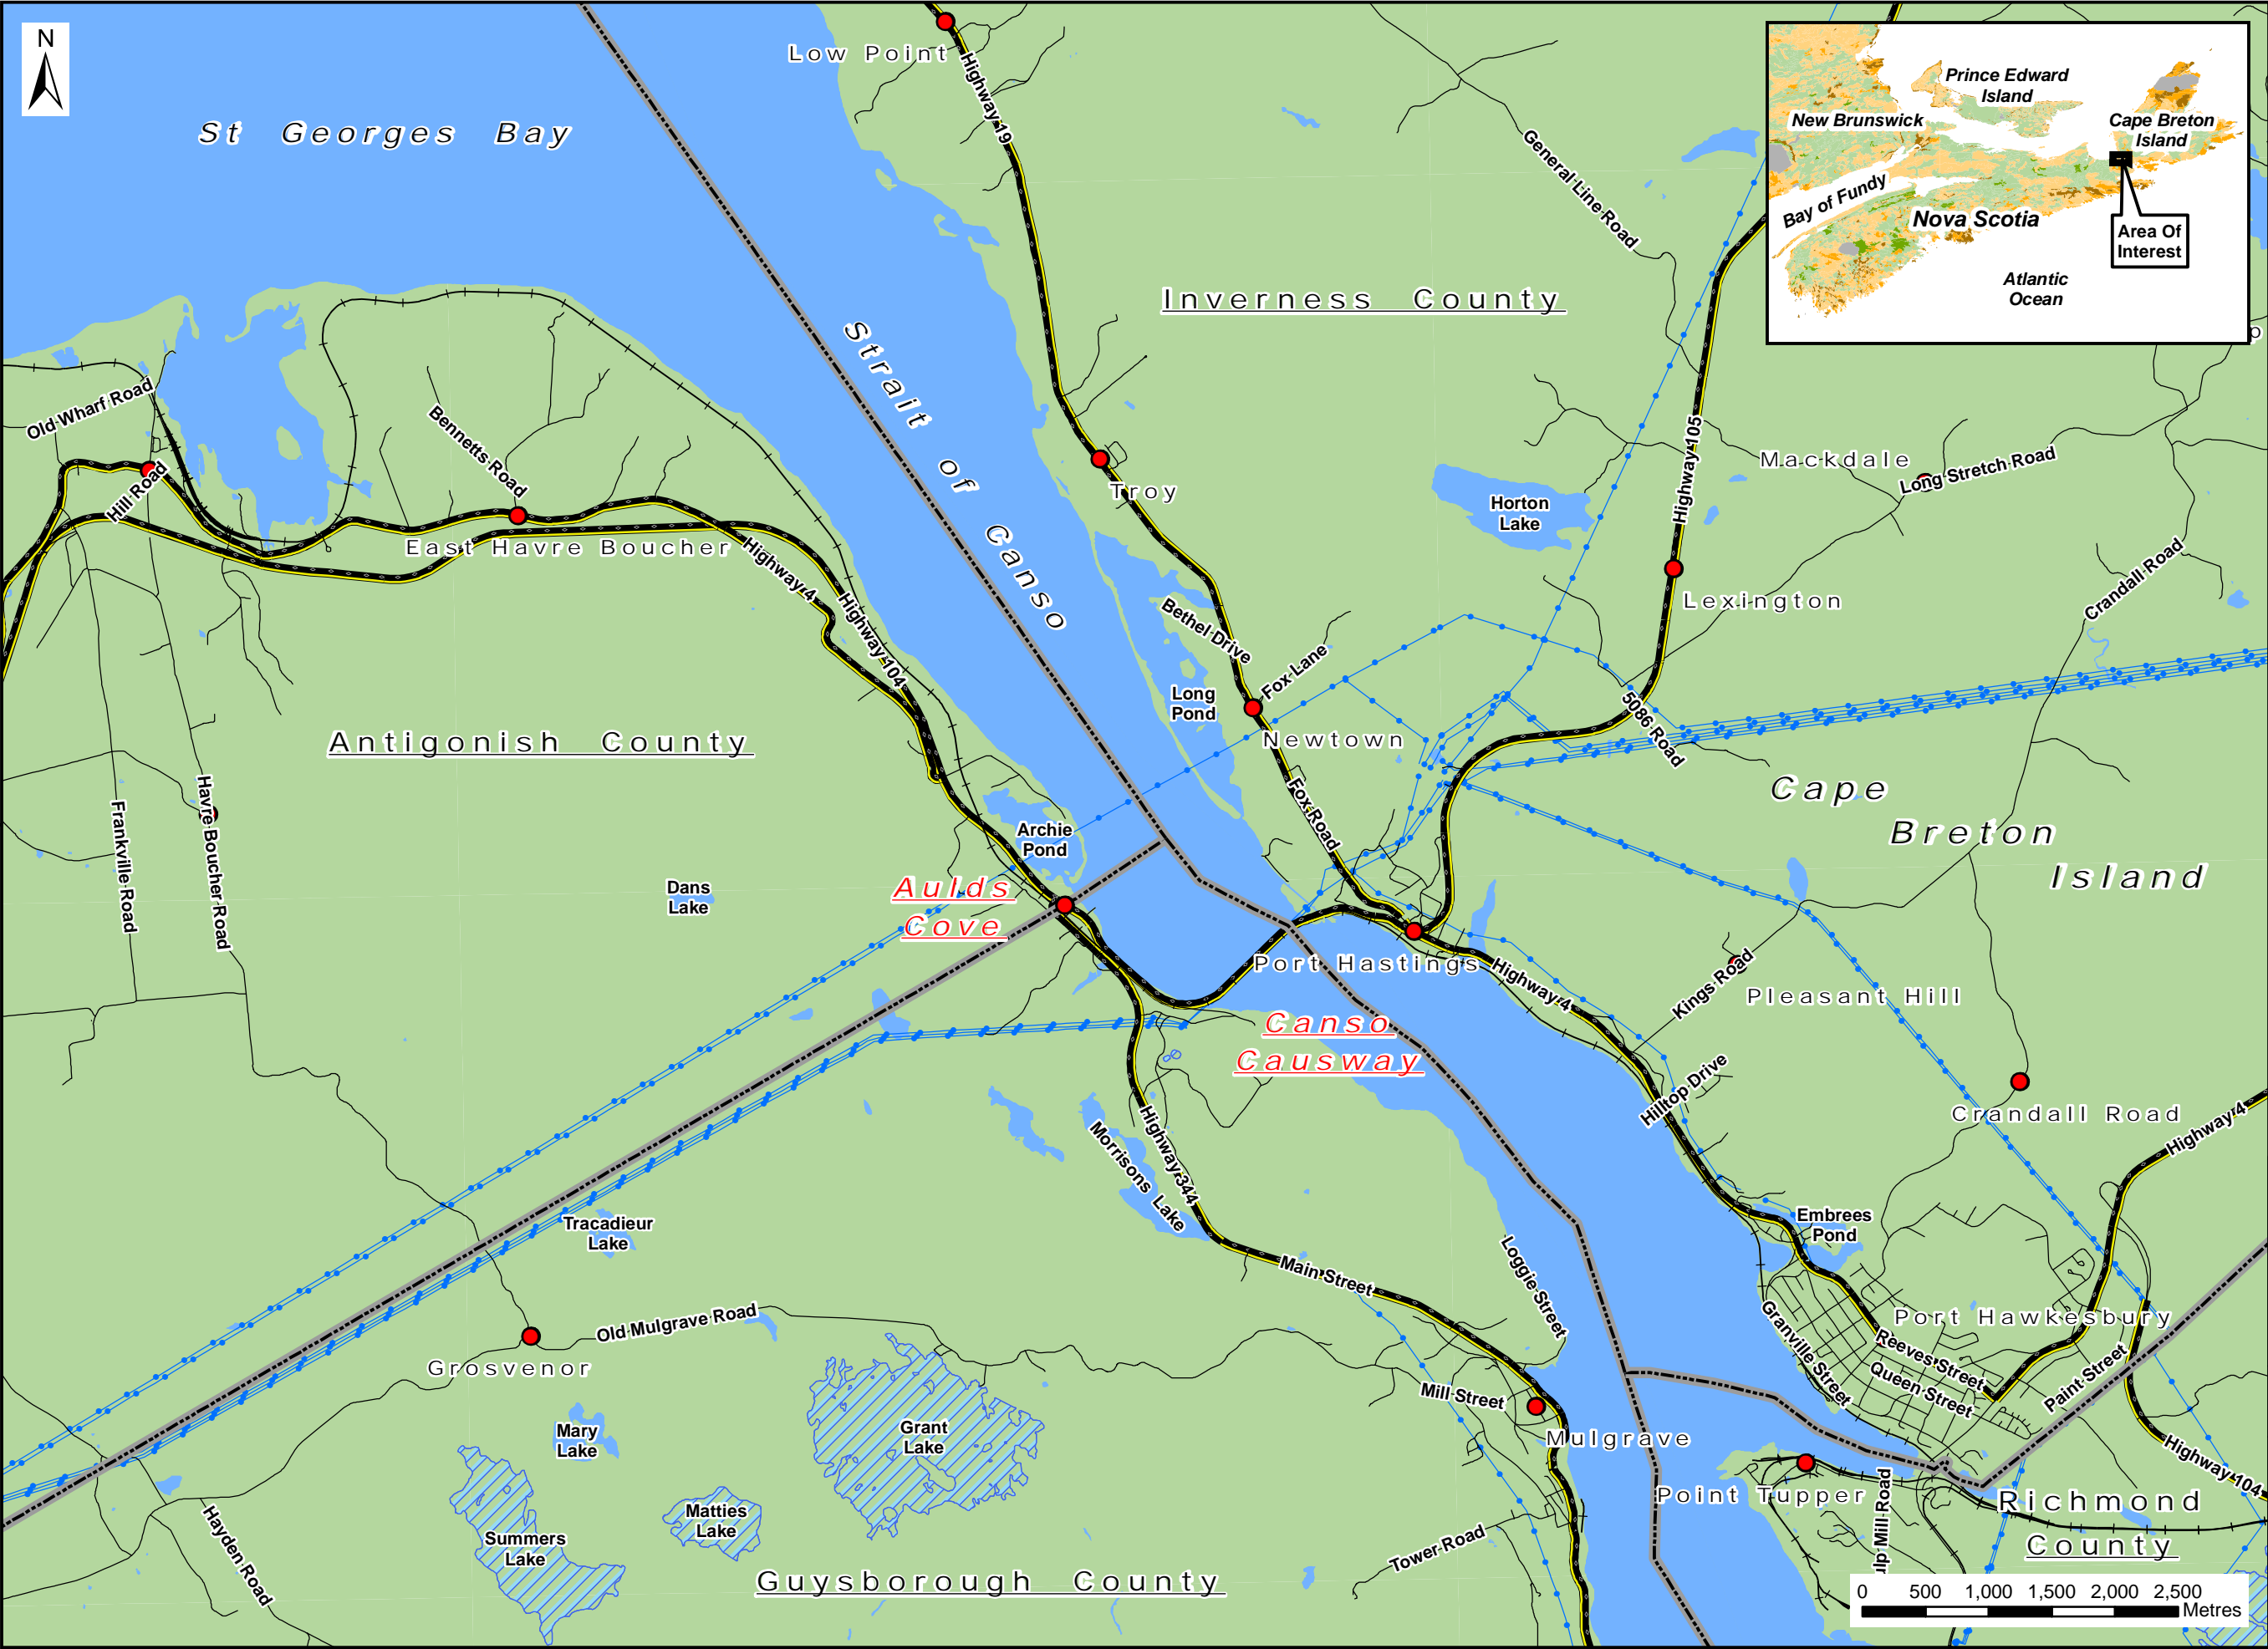 N
Low Point
Highway 19
St Georges Bay
General Line Road
Prince Edward
Island
New Brunswick
Cape Breton
Island
Bay of Fundy
Nova Scotia
Area Of
Interest
Atlantic
Ocean
Inverness County
Strait of Canso
Old Wharf Road
Bennetts Road
Hill Road
East Havre Boucher
Highway 4
Highway 104
Troy
Horton
Lake
Highway 105
Mackdale
Long Stretch Road
Lexington
Crandall Road
Bethel Drive
Fox Lane
Long
Pond
Newtown
5086 Road
Antigonish County
Cape
Breton
Island
Frankville Road
Havre Boucher Road
Fox Road
Archie
Pond
Dans
Lake
Aulds
Cove
Port Hastings
Highway 4
Kings Road
Pleasant Hill
Canso
Causway
Hilltop Drive
Crandall Road
Highway 4
Highway 344
Morrisons Lake
Tracadieur
Lake
Embrees
Pond
Main Street
Loggie Street
Old Mulgrave Road
Grosvenor
Port Hawkesbury
Granville Street
Reeves Street
Queen Street
Paint Street
Mill Street
Mulgrave
Mary
Lake
Grant
Lake
Highway 104
Point Tupper
Richmond
County
Matties
Lake
Summers
Lake
Hayden Road
Tower Road
ulp Mill Road
Guysborough County
0 500 1,000 1,500 2,000 2,500
Metres